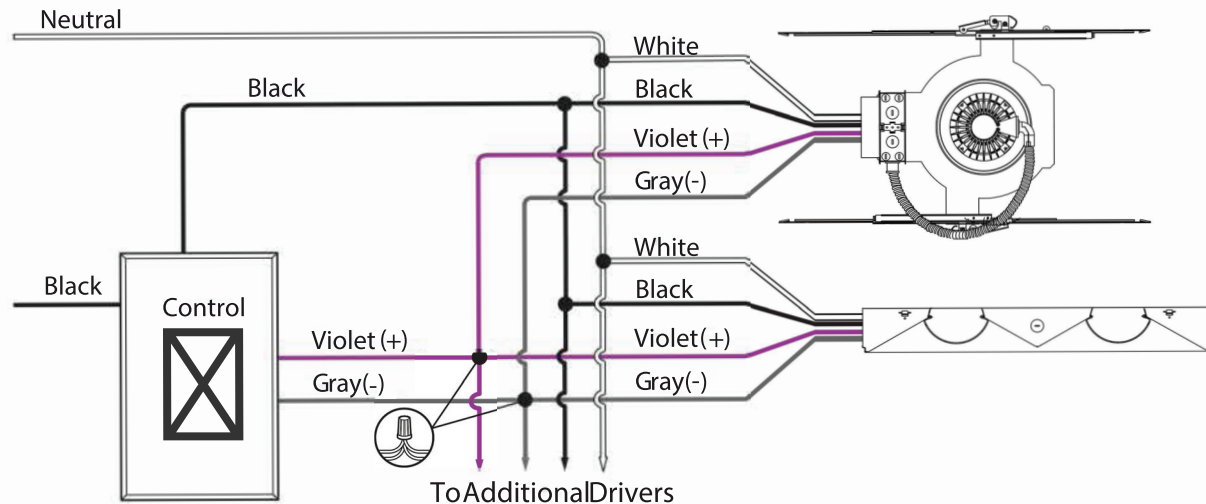 Neutral
White
Black
Black
Violet (+)
Gray(-)
White
Black
Black
Control
Violet (+)
Violet (+)
Gray(-)
Gray(-)
ToAdditionalDrivers